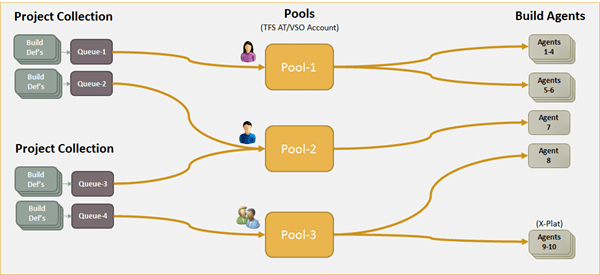 Project Collection
Pools
(TFS AT/VSO Account)
Build Agents
Build
Def's
Queue-1
Build
Def's
Queue-2
Pool-1
Agents
1-4
Agents
5-6
Project Collection
Pool-2
Agent
7
Agent
8
Build
Def's
Queue-3
Build
Def's
Queue-4
Pool-3
(X-Plat)
Agents
9-10